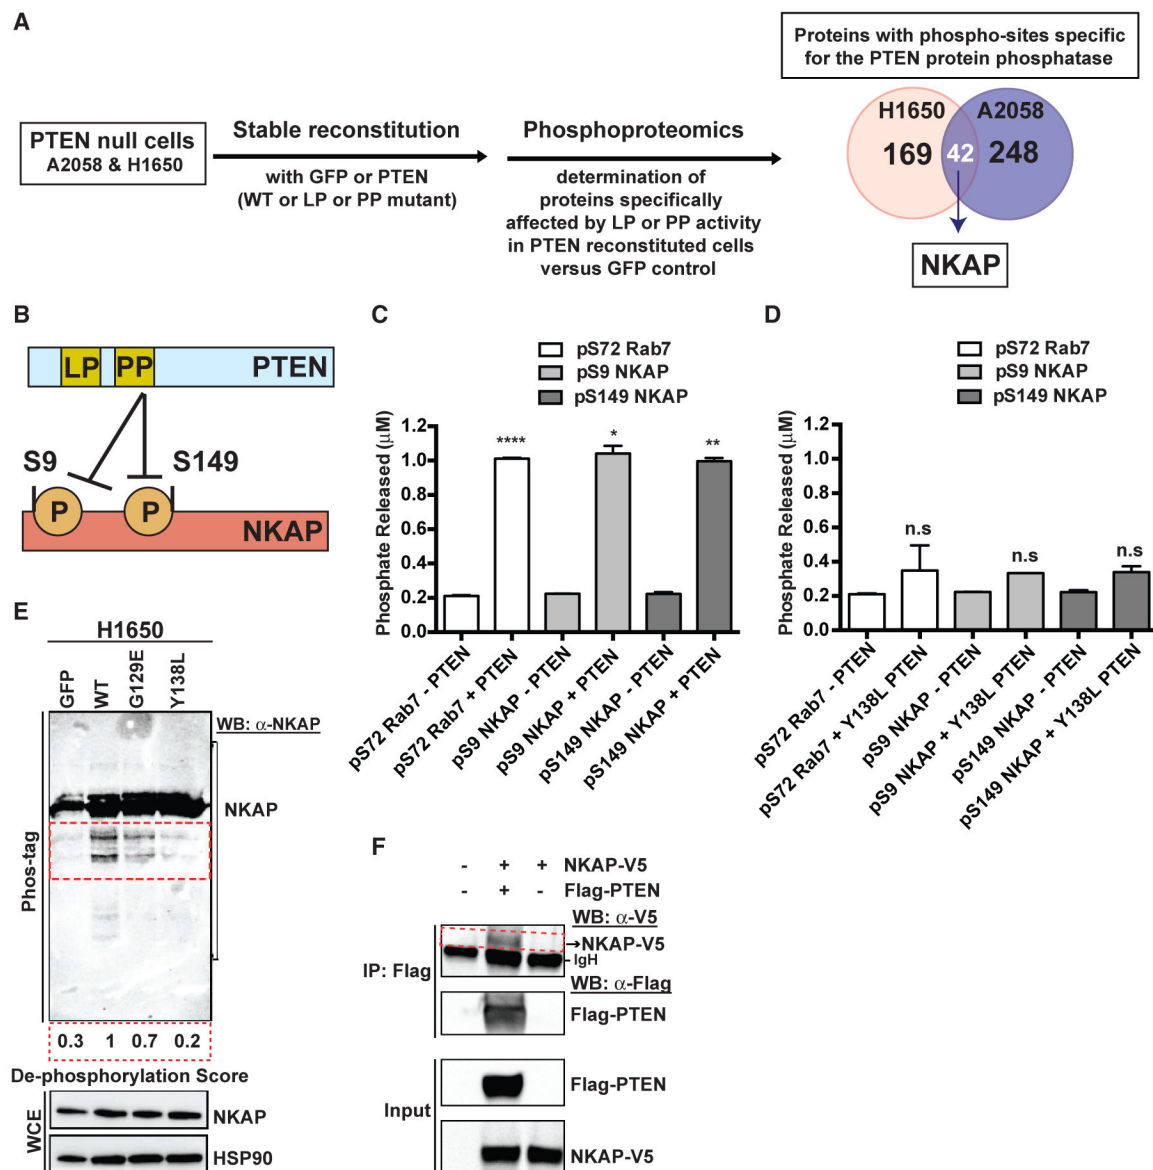 A
PTEN null cells
A2058 & H1650
Stable reconstitution
with GFP or PTEN
(WT or LP or PP mutant)
Phosphoproteomics
determination of
proteins specifically
affected by LP or PP activity
in PTEN reconstituted cells
versus GFP control
Proteins with phospho-sites specific
for the PTEN protein phosphatase
H1650 A2058
169 42 248
NKAP
B
LP PP PTEN
S9 S149
P P
NKAP
C
pS72 Rab7
pS9 NKAP
pS149 NKAP
Phosphate Released (µM)
1.2
1.0
0.8
0.6
0.4
0.2
0.0
**** * **
pS72 Rab7 - PTEN
pS72 Rab7 + PTEN
pS9 NKAP - PTEN
pS9 NKAP + PTEN
pS149 NKAP - PTEN
pS149 NKAP + PTEN
D
pS72 Rab7
pS9 NKAP
pS149 NKAP
Phosphate Released (µM)
1.2
1.0
0.8
0.6
0.4
0.2
0.0
n.s n.s n.s
pS72 Rab7 - PTEN
pS72 Rab7 + Y138L PTEN
pS9 NKAP - PTEN
pS9 NKAP + Y138L PTEN
pS149 NKAP - PTEN
pS149 NKAP + Y138L PTEN
E
H1650
GFP WT G129E Y138L
WB: α-NKAP
NKAP
Phos-tag
0.3 1 0.7 0.2
De-phosphorylation Score
WCE
NKAP
HSP90
F
- + + NKAP-V5
- + - Flag-PTEN
WB: α-V5
→NKAP-V5
IgH
IP: Flag
WB: α-Flag
Flag-PTEN
Input
Flag-PTEN
NKAP-V5